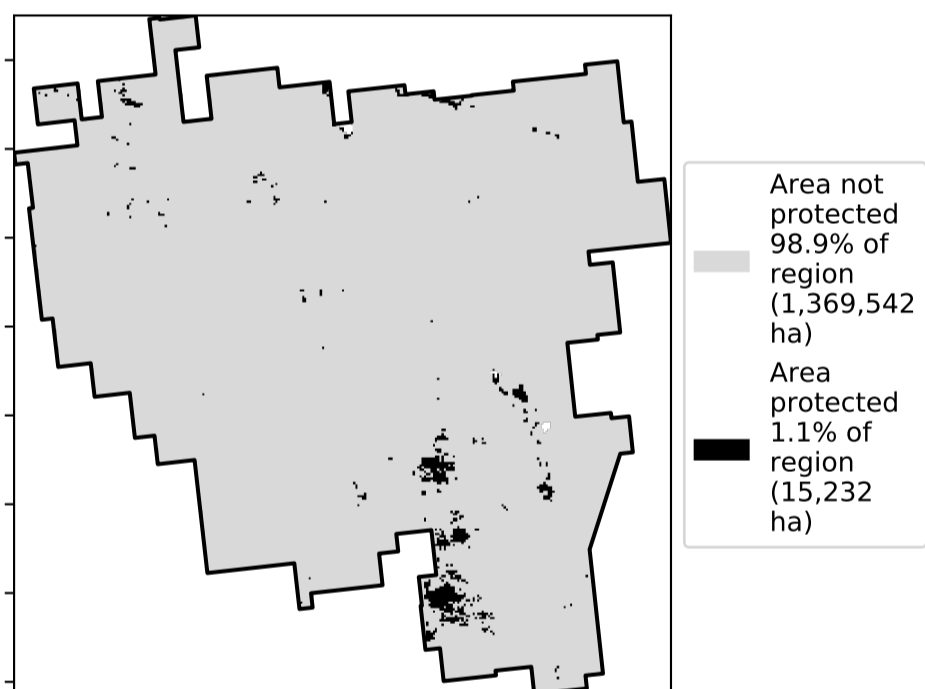 Area not
protected
98.9% of
region
(1,369,542
ha)
Area
protected
1.1% of
region
(15,232
ha)